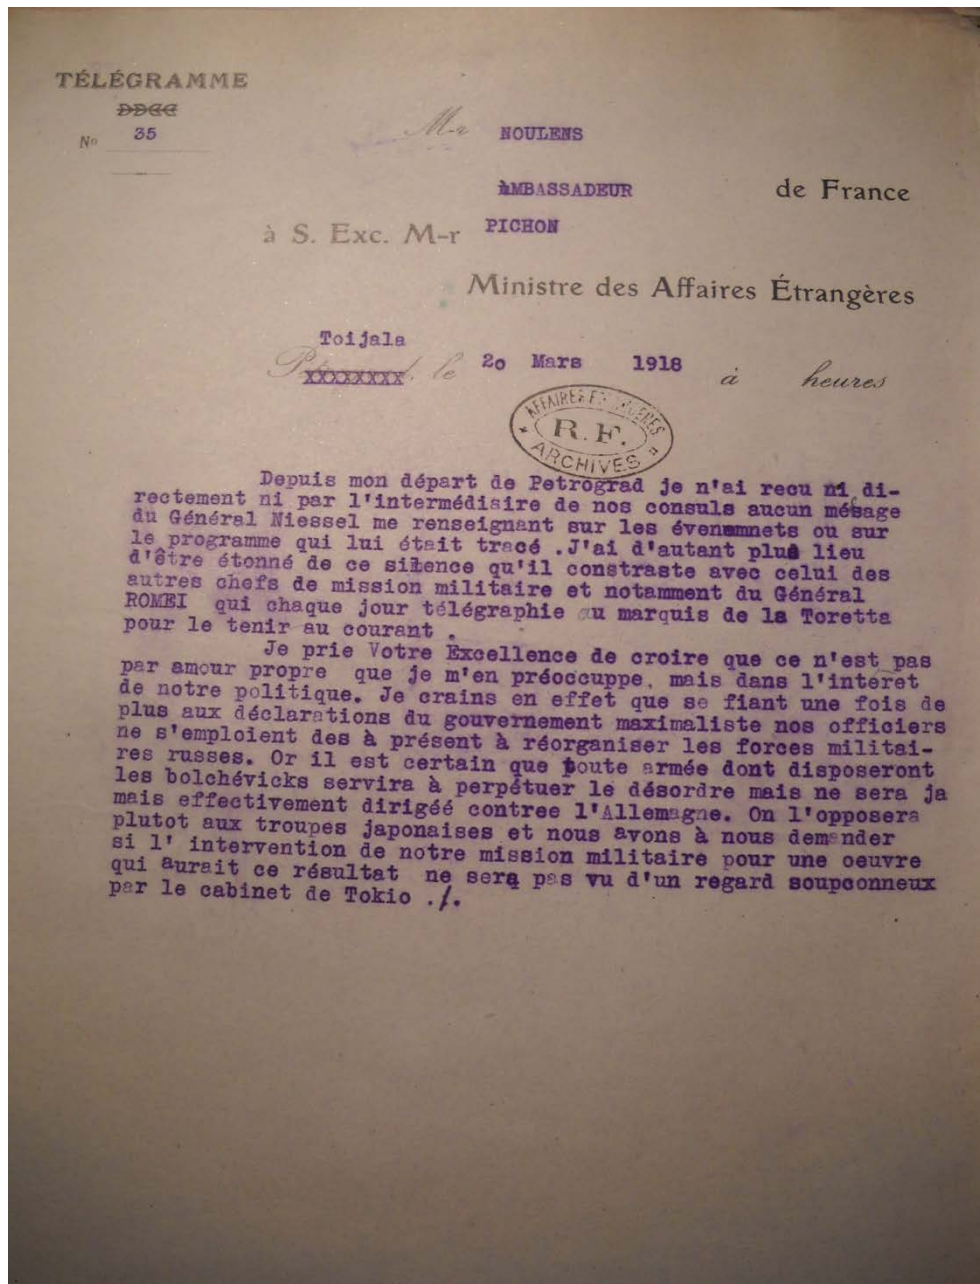 TÉLÉGRAMME
DDCC
No 35
M-r NOULENS
AMBASSADEUR de France
à S. Exc. M-r PICHON
Ministre des Affaires Étrangères
Toijala
XXXXXXXX le 20 Mars 1918 à heures
AFFAIRES ETRANGERES
R. F.
ARCHIVES
Depuis mon départ de Petrograd je n'ai recu ni di-
rectement ni par l'intermédisire de nos consuls aucun mésage
du Général Niessel me renseignant sur les évenamnets ou sur
le programme qui lui était tracé .J'ai d'autant plus lieu
d'être étonné de ce silence qu'il constraste avec celui des
autres chefs de mission militaire et notamment du Général
ROMEI qui chaque jour télégraphie au marquis de la Toretta
pour le tenir au courant .
Je prie Votre Excellence de croire que ce n'est pas
par amour propre que je m'en préoccuppe, mais dans l'interet
de notre politique. Je crains en effet que se fiant une fois de
plus aux déclarations du gouvernement maximaliste nos officiers
ne s'emploient des à présent à réorganiser les forces militai-
res russes. Or il est certain que toute armée dont disposeront
les bolchévicks servira à perpétuer le désordre mais ne sera ja
mais effectivement dirigéé contree l'Allemagne. On l'opposera
plutot aux troupes japonaises et nous avons à nous demander
si l' intervention de notre mission militaire pour une oeuvre
qui aurait ce résultat ne sera pas vu d'un regard soupconneux
par le cabinet de Tokio ./.